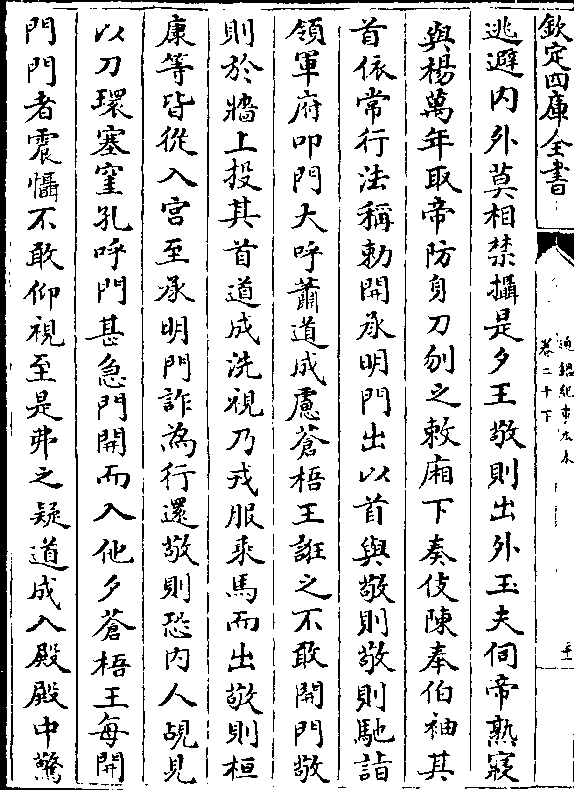 欽定四庫全書
通鑑紀事本末
卷二十下
逃避内外莫相禁攝是夕王敬則出外玉夫伺帝熟寢
與楊萬年取帝防身刀刎之敕廂下奏伎陳奉伯袖其
首依常行法稱勅開承明門出以首與敬則敬則馳詣
領軍府叩門大呼蕭道成慮蒼梧王誑之不敢開門敬
則於牆上投其首道成洗視乃戎服乘馬而出敬則桓
康等皆從入宫至承明門詐為行還敬則恐内人覘見
以刀環塞窒孔呼門甚急門開而入他夕蒼梧王每開
門門者震懾不敢仰視至是弗之疑道成入殿殿中驚